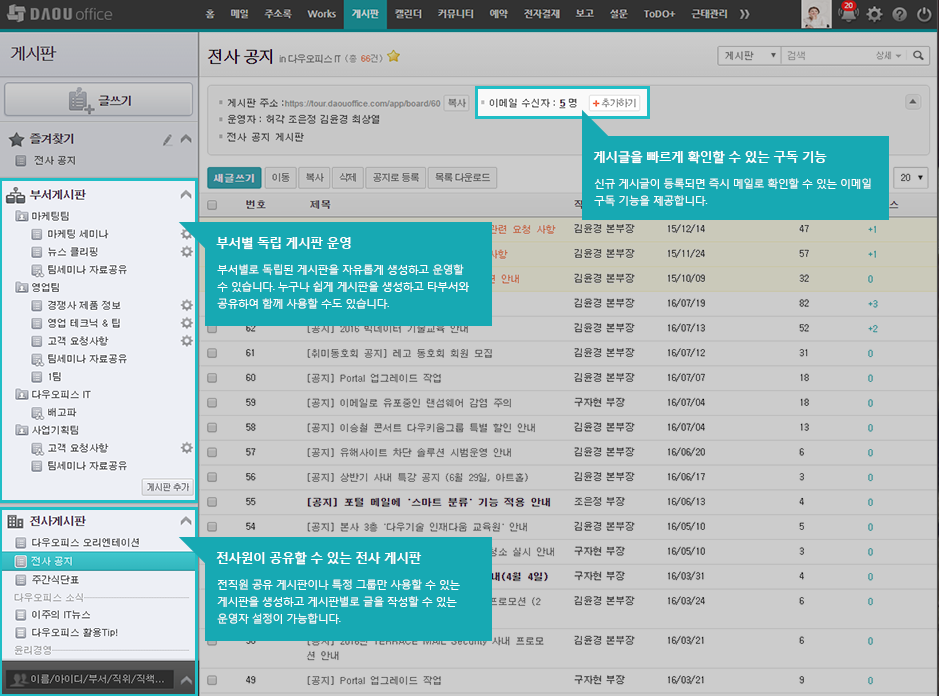 DAOU office
홈 메일 주소록 Works 게시판 캘린더 커뮤니티 예약 전자결재 보고 설문 ToDO+ 근태관리 》 20
게시판
글쓰기
즐겨찾기
전사 공지
부서게시판
마케팅팀
마케팅 세미나
뉴스 클리핑
팀세미나 자료공유
영업팀
경쟁사 제품 정보
영업 테크닉 & 팁
고객 요청사항
팀세미나 자료공유
1팀
다우오피스 IT
배고파
사업기획팀
고객 요청사항
팀세미나 자료공유
게시판 추가
전사게시판
다우오피스 오리엔테이션
전사 공지
주간식단표
다우오피스 소식
이주의 IT뉴스
다우오피스 활용Tip!
윤리경영
이름/아이디/부서/직위/직책...
전사 공지 in 다우오피스 IT (총 66건)
게시판 검색 상세
게시판 주소 :https://tour.daouoffice.com/app/board/60 복사
이메일 수신자 : 5 명 +추가하기
운영자 : 허각 조은정 김윤경 최상열
전사 공지 게시판
게시글을 빠르게 확인할 수 있는 구독 기능
신규 게시글이 등록되면 즉시 메일로 확인할 수 있는 이메일
구독 기능을 제공합니다.
새글쓰기 이동 복사 삭제 공지로 등록 목록 다운로드 20
번호 제목
부서별 독립 게시판 운영
부서별로 독립된 게시판을 자유롭게 생성하고 운영할
수 있습니다. 누구나 쉽게 게시판을 생성하고 타부서와
공유하여 함께 사용할 수도 있습니다.
관련 요청 사항 김윤경 본부장 15/12/14 47 +1
사항 김윤경 본부장 15/11/24 57 +1
안내 김윤경 본부장 15/10/09 32 0
김윤경 본부장 16/07/19 82 +3
62 [공지] 2016 빅데이터 기술교육 안내 김윤경 본부장 16/07/13 52 +2
61 [취미동호회 공지] 레고 동호회 회원 모집 김윤경 본부장 16/07/12 31 0
60 [공지] Portal 업그레이드 작업 김윤경 본부장 16/07/07 18 0
59 [공지] 이메일로 유포중인 랜섬웨어 감염 주의 구자현 부장 16/07/04 18 0
58 [공지] 이승철 콘서트 다우키움그룹 특별 할인 안내 김윤경 본부장 16/07/04 13 0
57 [공지] 유해사이트 차단 솔루션 시범운영 안내 김윤경 본부장 16/06/20 6 0
56 [공지] 상반기 사내 특강 공지 (6월 29일, 아트홀) 김윤경 본부장 16/06/17 3 0
55 [공지] 포털 메일에 '스마트 분류' 기능 적용 안내 조은정 부장 16/06/13 4 0
54 [공지] 본사 3층 '다우기술 인재다움 교육원' 안내 김윤경 본부장 16/05/10 5 0
청소 실시 안내 김윤경 본부장 16/05/10 3 0
내(4월 4일) 구자현 부장 16/03/31 4 0
프로모션 (2 김윤경 본부장 16/03/24 6 0
전사원이 공유할 수 있는 전사 게시판
전직원 공유 게시판이나 특정 그룹만 사용할 수 있는
게시판을 생성하고 게시판별로 글을 작성할 수 있는
운영자 설정이 가능합니다.
50 [공지] 2016년 TERRACE MAIL Security 사내 프로모
션 안내 김윤경 본부장 16/03/21 6 0
49 [공지] Portal 업그레이드 작업 김윤경 본부장 16/03/21 9 0